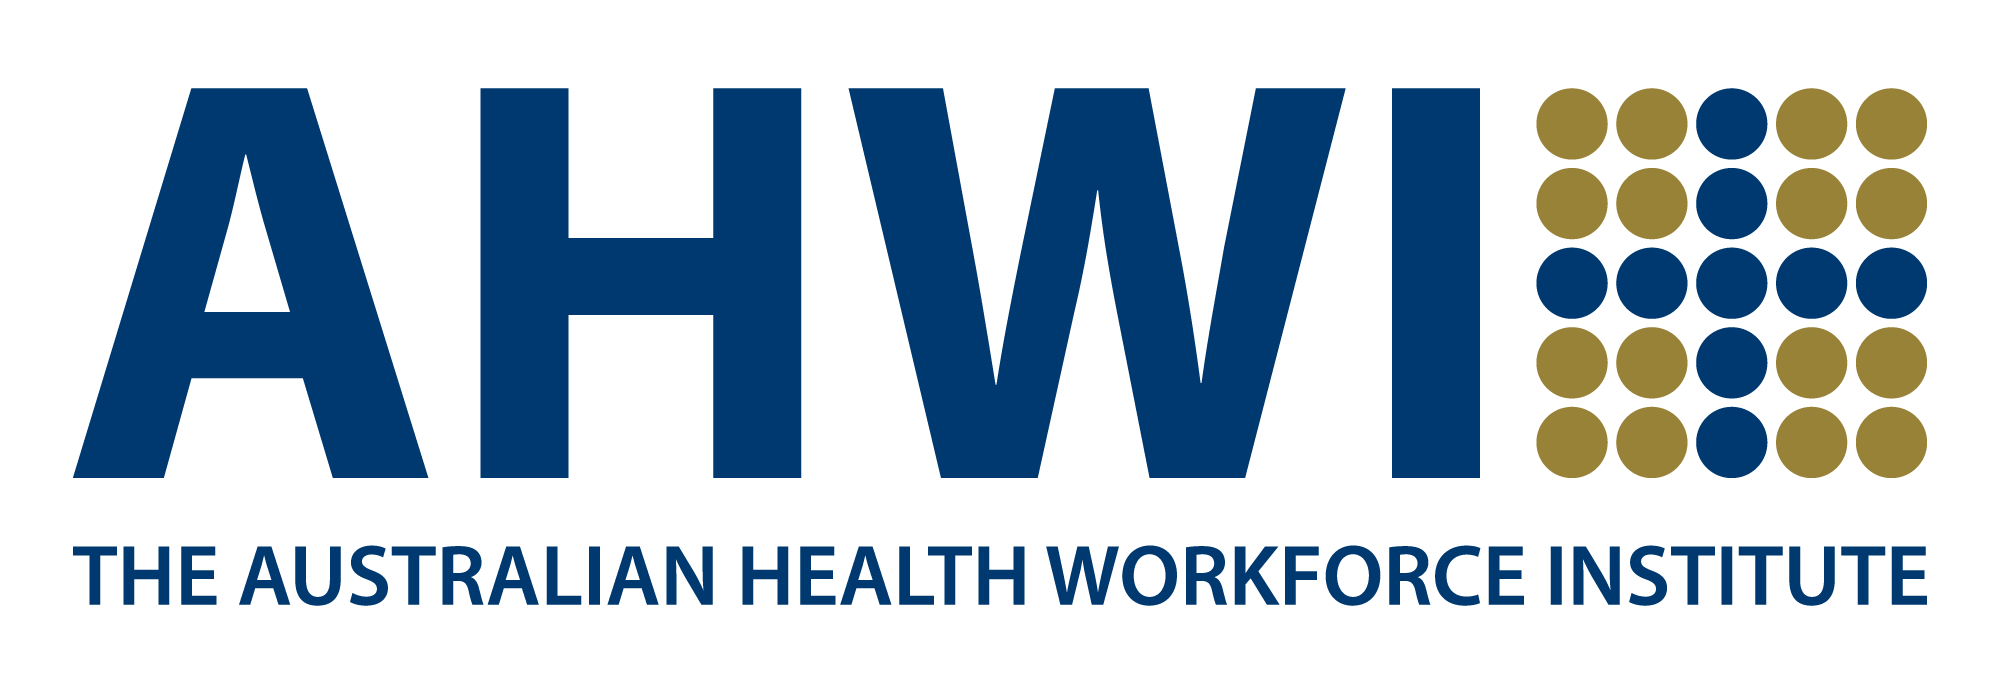 AHWI
THE AUSTRALIAN HEALTH WORKFORCE INSTITUTE